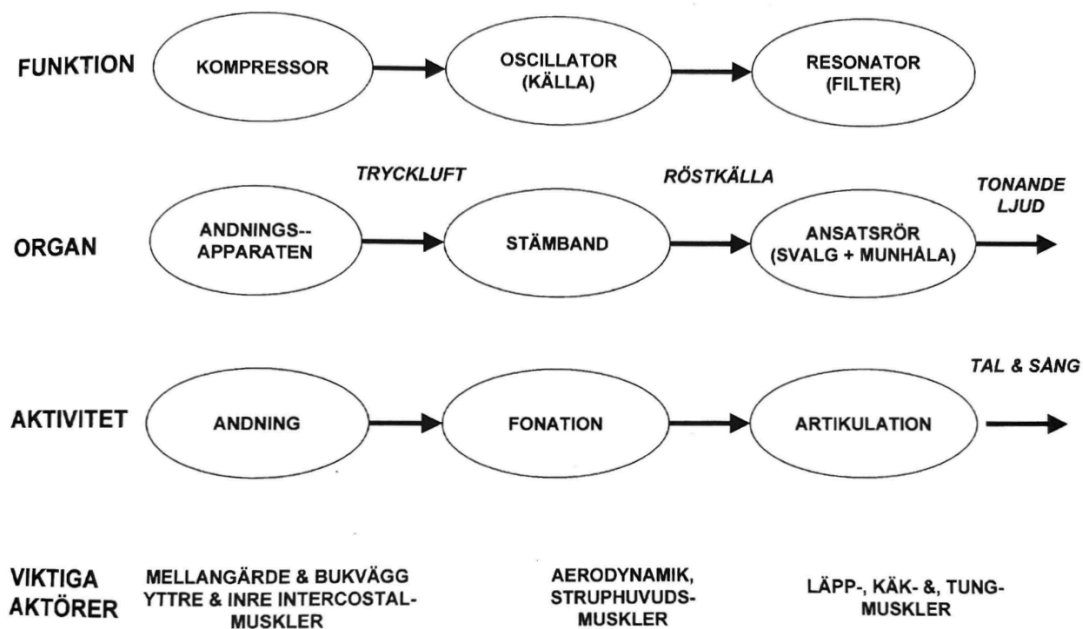 FUNKTION
KOMPRESSOR
OSCILLATOR
(KÄLLA)
RESONATOR
(FILTER)
TRYCKLUFT
RÖSTKÄLLA
TONANDE
LJUD
ORGAN
ANDNINGS--
APPARATEN
STÄMBAND
ANSATSRÖR
(SVALG + MUNHÅLA)
TAL & SÅNG
AKTIVITET
ANDNING
FONATION
ARTIKULATION
VIKTIGA
AKTÖRER
MELLANGÄRDE & BUKVÄGG
YTTRE & INRE INTERCOSTAL-
MUSKLER
AERODYNAMIK,
STRUPHUVUDS-
MUSKLER
LÄPP-, KÄK- &, TUNG-
MUSKLER